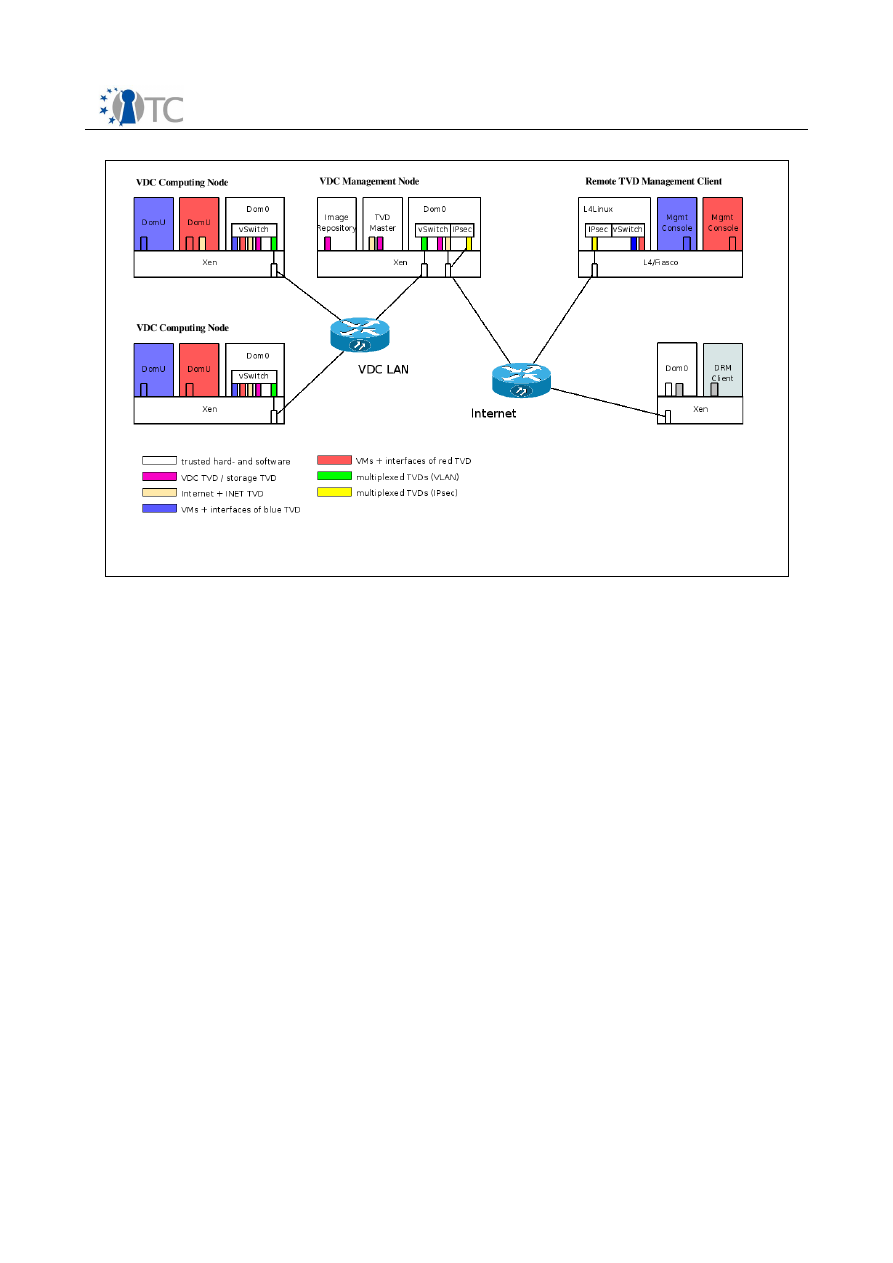 TC
VDC Computing Node
DomU
DomU
Dom0
vSwitch
Xen
VDC Management Node
Image
Repository
TVD
Master
Dom0
vSwitch
IPsec
Xen
Remote TVD Management Client
L4Linux
IPsec
vSwitch
Mgmt
Console
Mgmt
Console
L4/Fiasco
VDC Computing Node
DomU
DomU
Dom0
vSwitch
Xen
VDC LAN
Internet
Dom0
DRM
Client
Xen
trusted hard- and software
VDC TVD / storage TVD
Internet + INET TVD
VMs + interfaces of blue TVD
VMs + interfaces of red TVD
multiplexed TVDs (VLAN)
multiplexed TVDs (IPsec)